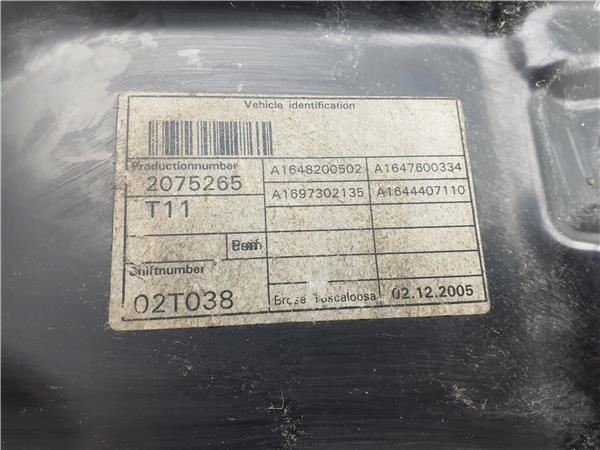 Vehicle identification
Productionnumber
2075265
A1648200502 A1647600334
T11
A1697302135 A1644407110
Shiftnumber
02T038
Brose Tuscaloosa 02.12.2005